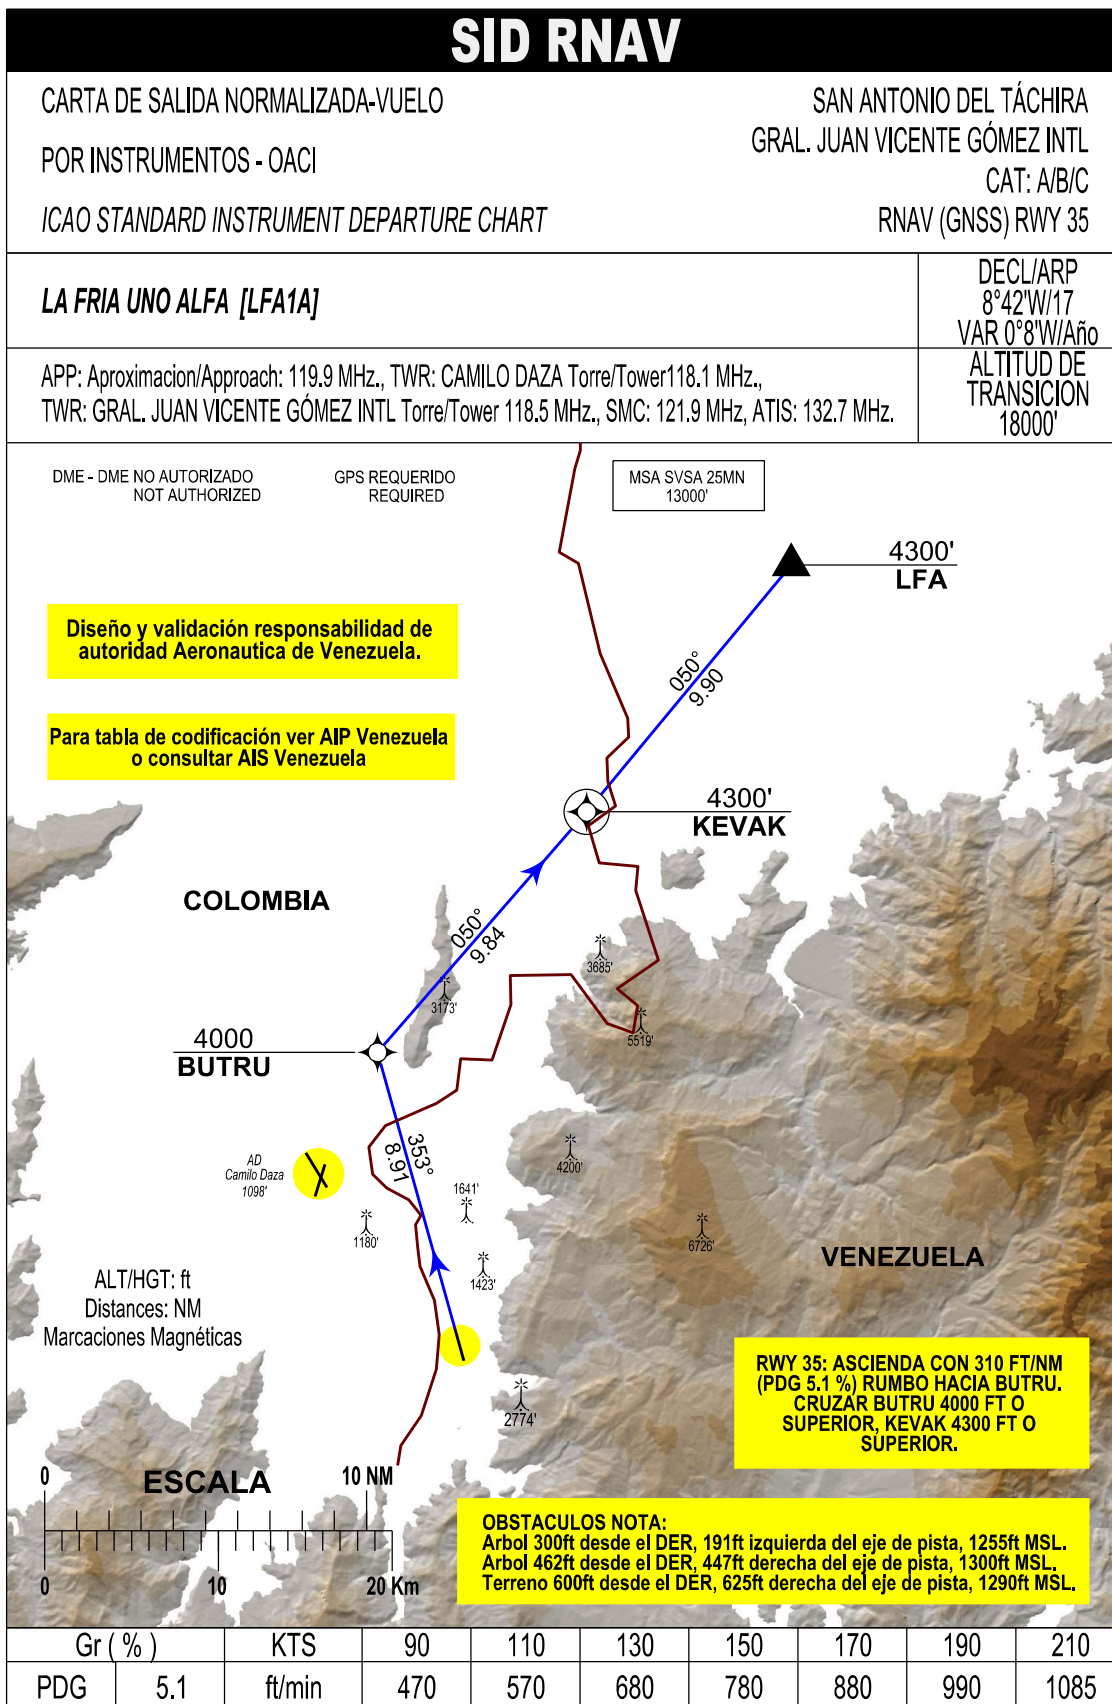 SID RNAV
CARTA DE SALIDA NORMALIZADA-VUELO
POR INSTRUMENTOS - OACI
ICAO STANDARD INSTRUMENT DEPARTURE CHART
SAN ANTONIO DEL TÁCHIRA
GRAL. JUAN VICENTE GÓMEZ INTL
CAT: A/B/C
RNAV (GNSS) RWY 35
LA FRIA UNO ALFA [LFA1A]
DECL/ARP
8°42'W/17
VAR 0°8'W/Año
APP: Aproximacion/Approach: 119.9 MHz., TWR: CAMILO DAZA Torre/Tower118.1 MHz.,
TWR: GRAL. JUAN VICENTE GÓMEZ INTL Torre/Tower 118.5 MHz., SMC: 121.9 MHz, ATIS: 132.7 MHz.
ALTITUD DE
TRANSICION
18000'
DME - DME NO AUTORIZADO
NOT AUTHORIZED
GPS REQUERIDO
REQUIRED
MSA SVSA 25MN
13000'
4300'
LFA
Diseño y validación responsabilidad de
autoridad Aeronautica de Venezuela.
050°
9.90
Para tabla de codificación ver AIP Venezuela
o consultar AIS Venezuela
4300'
KEVAK
COLOMBIA
050°
9.84
3685'
3173'
5519'
4000
BUTRU
353°
8.91
AD
Camilo Daza
1098'
4200'
1641'
1180'
6726'
VENEZUELA
1423'
ALT/HGT: ft
Distances: NM
Marcaciones Magnéticas
RWY 35: ASCIENDA CON 310 FT/NM
(PDG 5.1 %) RUMBO HACIA BUTRU.
CRUZAR BUTRU 4000 FT O
SUPERIOR, KEVAK 4300 FT O
SUPERIOR.
2774'
0 10 NM
ESCALA
0 10 20 Km
OBSTACULOS NOTA:
Arbol 300ft desde el DER, 191ft izquierda del eje de pista, 1255ft MSL.
Arbol 462ft desde el DER, 447ft derecha del eje de pista, 1300ft MSL.
Terreno 600ft desde el DER, 625ft derecha del eje de pista, 1290ft MSL.
Gr ( % ) KTS 90 110 130 150 170 190 210
PDG 5.1 ft/min 470 570 680 780 880 990 1085